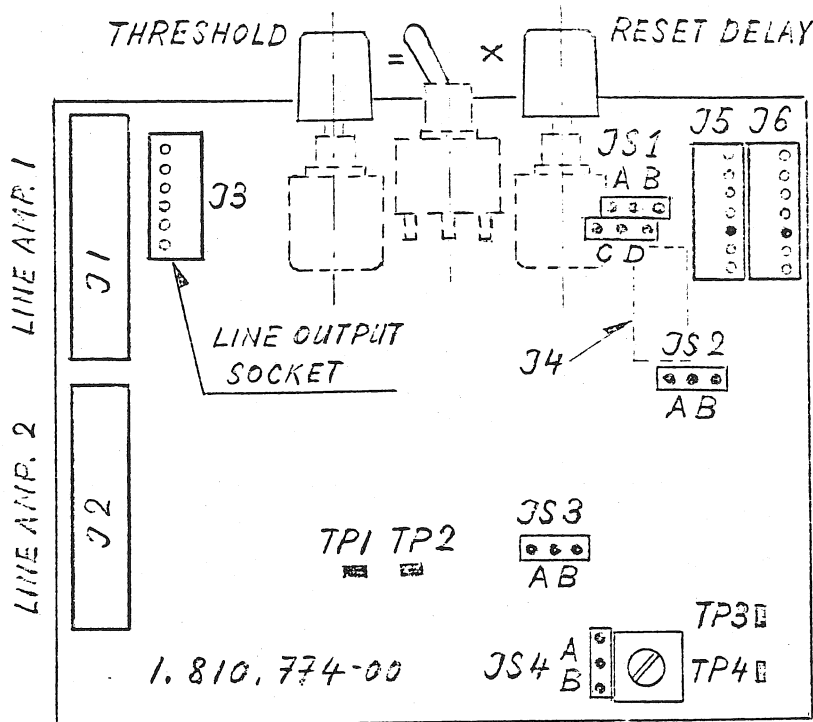 THRESHOLD = × RESET DELAY
J5 J6
JS1
A B
J3
C D
LINE AMP. 1
J1
LINE OUTPUT
SOCKET
J4
JS2
A B
LINE AMP. 2
J2
TP1 TP2
JS3
A B
TP3
1.810.774-00
JS4
A
B
TP4